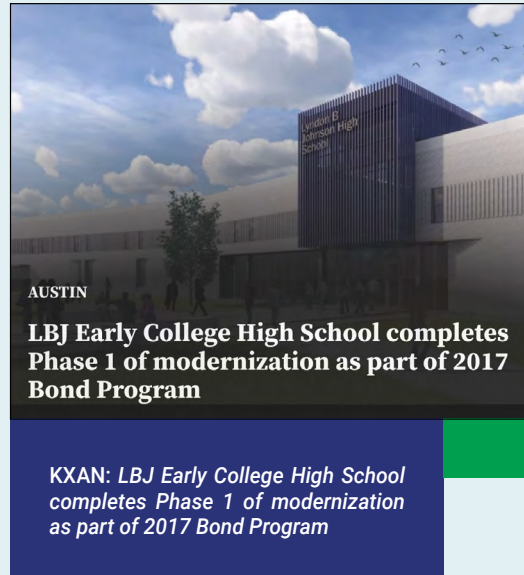 Lyndon B
Johnson High
School
AUSTIN
LBJ Early College High School completes
Phase 1 of modernization as part of 2017
Bond Program
KXAN: LBJ Early College High School
completes Phase 1 of modernization
as part of 2017 Bond Program